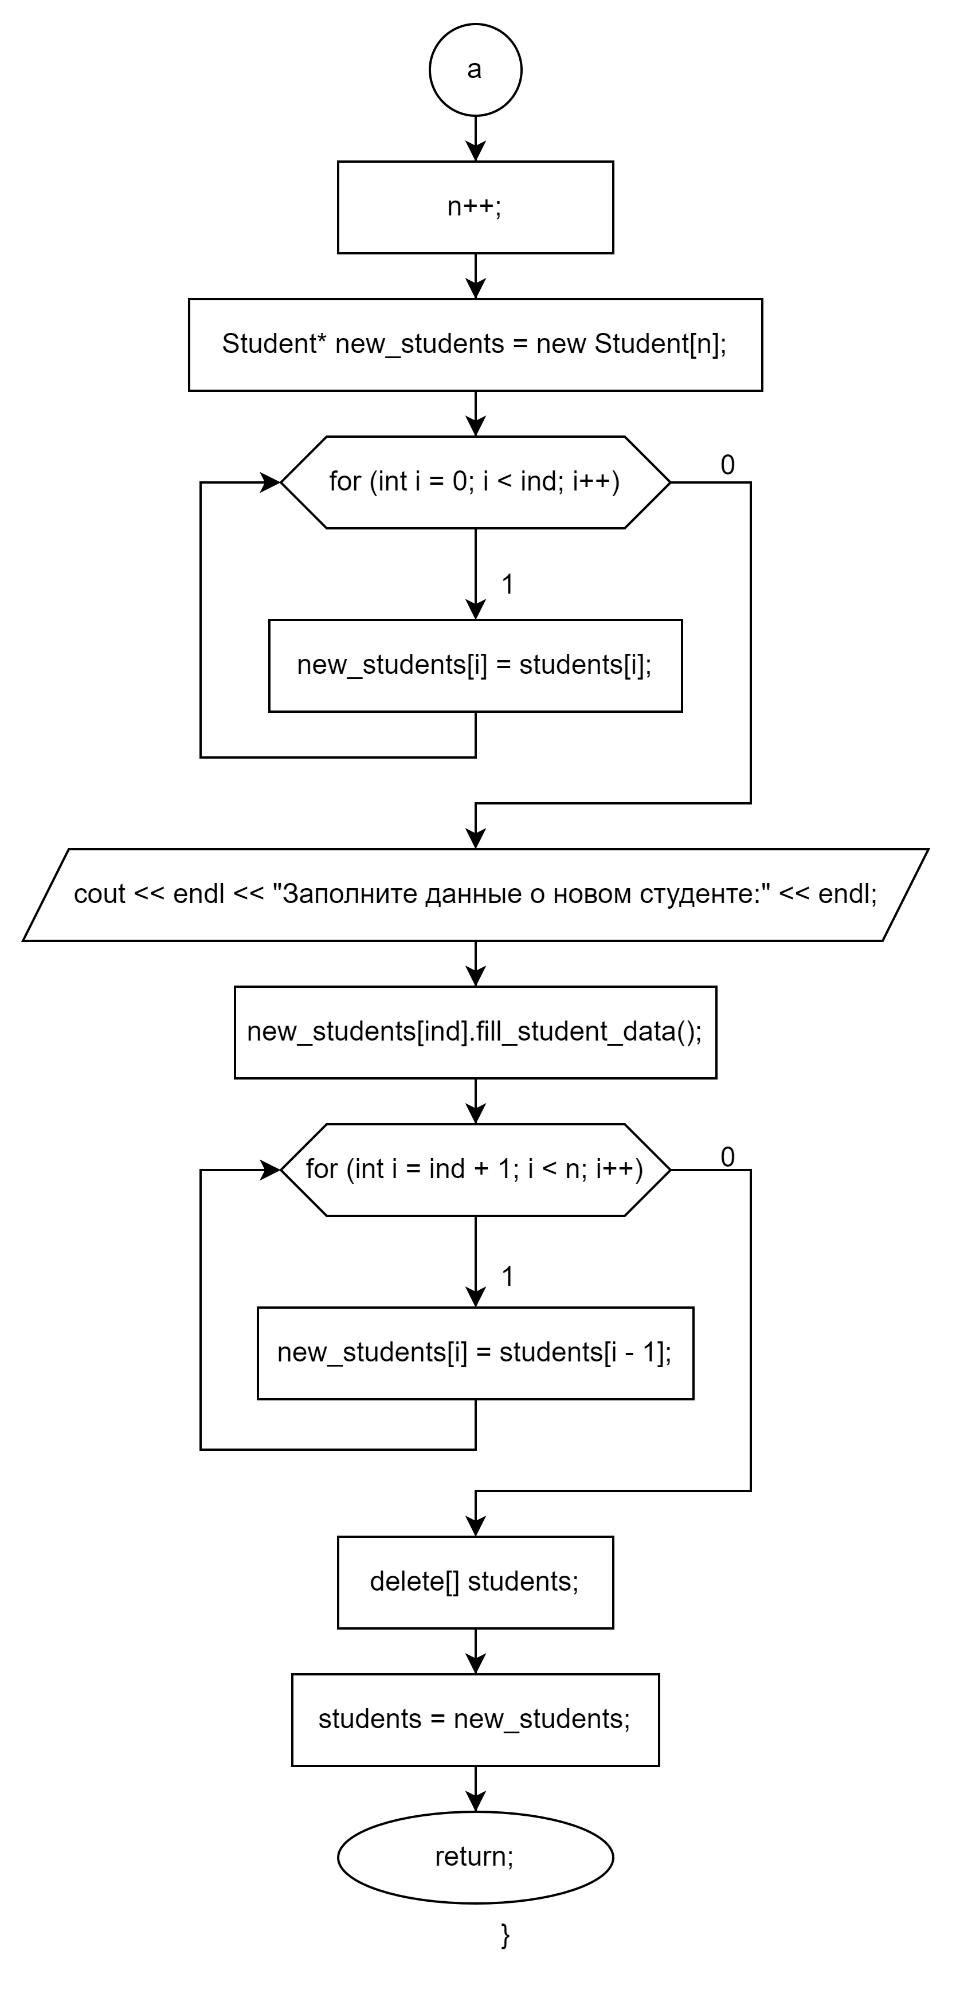 a
n++;
Student* new_students = new Student[n];
for (int i = 0; i < ind; i++)
0
1
new_students[i] = students[i];
cout << endl << "Заполните данные о новом студенте:" << endl;
new_students[ind].fill_student_data();
for (int i = ind + 1; i < n; i++)
0
1
new_students[i] = students[i - 1];
delete[] students;
students = new_students;
return;
}